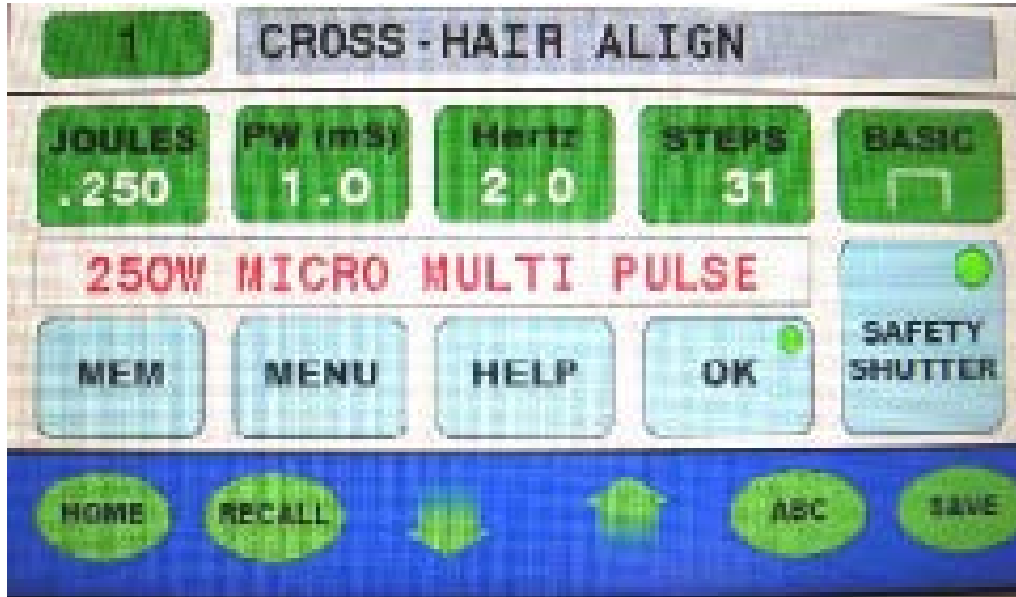 1 CROSS-HAIR ALIGN
JOULES PW (mS) Hertz STEPS BASIC
.250 1.0 2.0 31
250W MICRO MULTI PULSE
SAFETY SHUTTER
MEM MENU HELP OK
HOME RECALL ABC SAVE